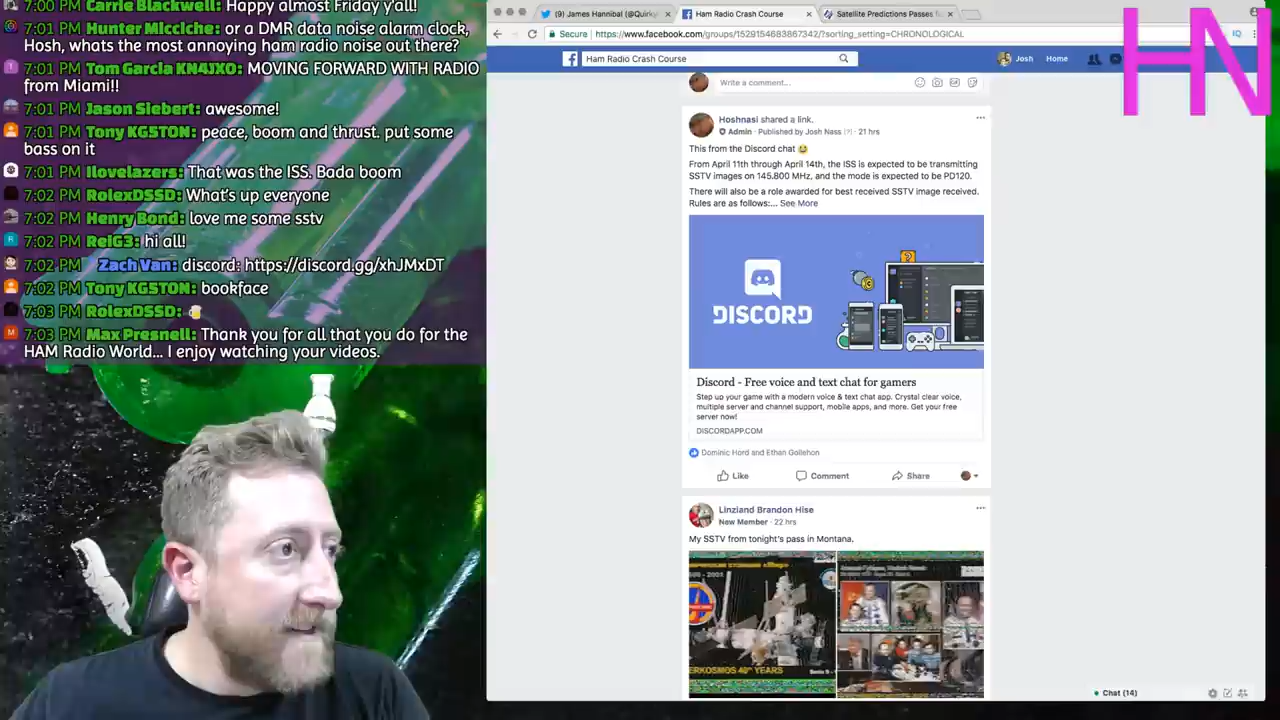 7:00 PM Carrie Blackwell: Happy almost Friday y'all!
7:01 PM Hunter Micciche: or a DMR data noise alarm clock,
Hosh, whats the most annoying ham radio noise out there?
7:01 PM Tom Garcia KN4JXO: MOVING FORWARD WITH RADIO
from Miami!!
7:01 PM Jason Siebert: awesome!
7:01 PM Tony KG5TON: peace, boom and thrust. put some
bass on it
7:01 PM Ilovelazers: That was the ISS. Bada boom
7:02 PM RolexDSSD: What's up everyone
7:02 PM Henry Bond: love me some sstv
7:02 PM ReiG3: hi all!
7:02 PM Zach Van: discord: https://discord.gg/xhJMxDT
7:02 PM Tony KG5TON: bookface
7:03 PM RolexDSSD:
7:03 PM Max Presnell: Thank you for all that you do for the
HAM Radio World... I enjoy watching your videos.
(9) James Hannibal (@Quirky
Ham Radio Crash Course
Satellite Predictions Passes f
Secure https://www.facebook.com/groups/1529154683867342/?sorting_setting=CHRONOLOGICAL
Ham Radio Crash Course
Josh Home
HN
Write a comment...
Hoshnasi shared a link.
Admin · Published by Josh Nass [?] · 21 hrs
This from the Discord chat
From April 11th through April 14th, the ISS is expected to be transmitting
SSTV images on 145.800 MHz, and the mode is expected to be PD120.
There will also be a role awarded for best received SSTV image received.
Rules are as follows:... See More
DISCORD
Discord - Free voice and text chat for gamers
Step up your game with a modern voice & text chat app. Crystal clear voice,
multiple server and channel support, mobile apps, and more. Get your free
server now!
DISCORDAPP.COM
Dominic Hord and Ethan Gollehon
Like Comment Share
Linziand Brandon Hise
New Member · 22 hrs
My SSTV from tonight's pass in Montana.
ERKOSMOS 40th YEARS
Chat (14)